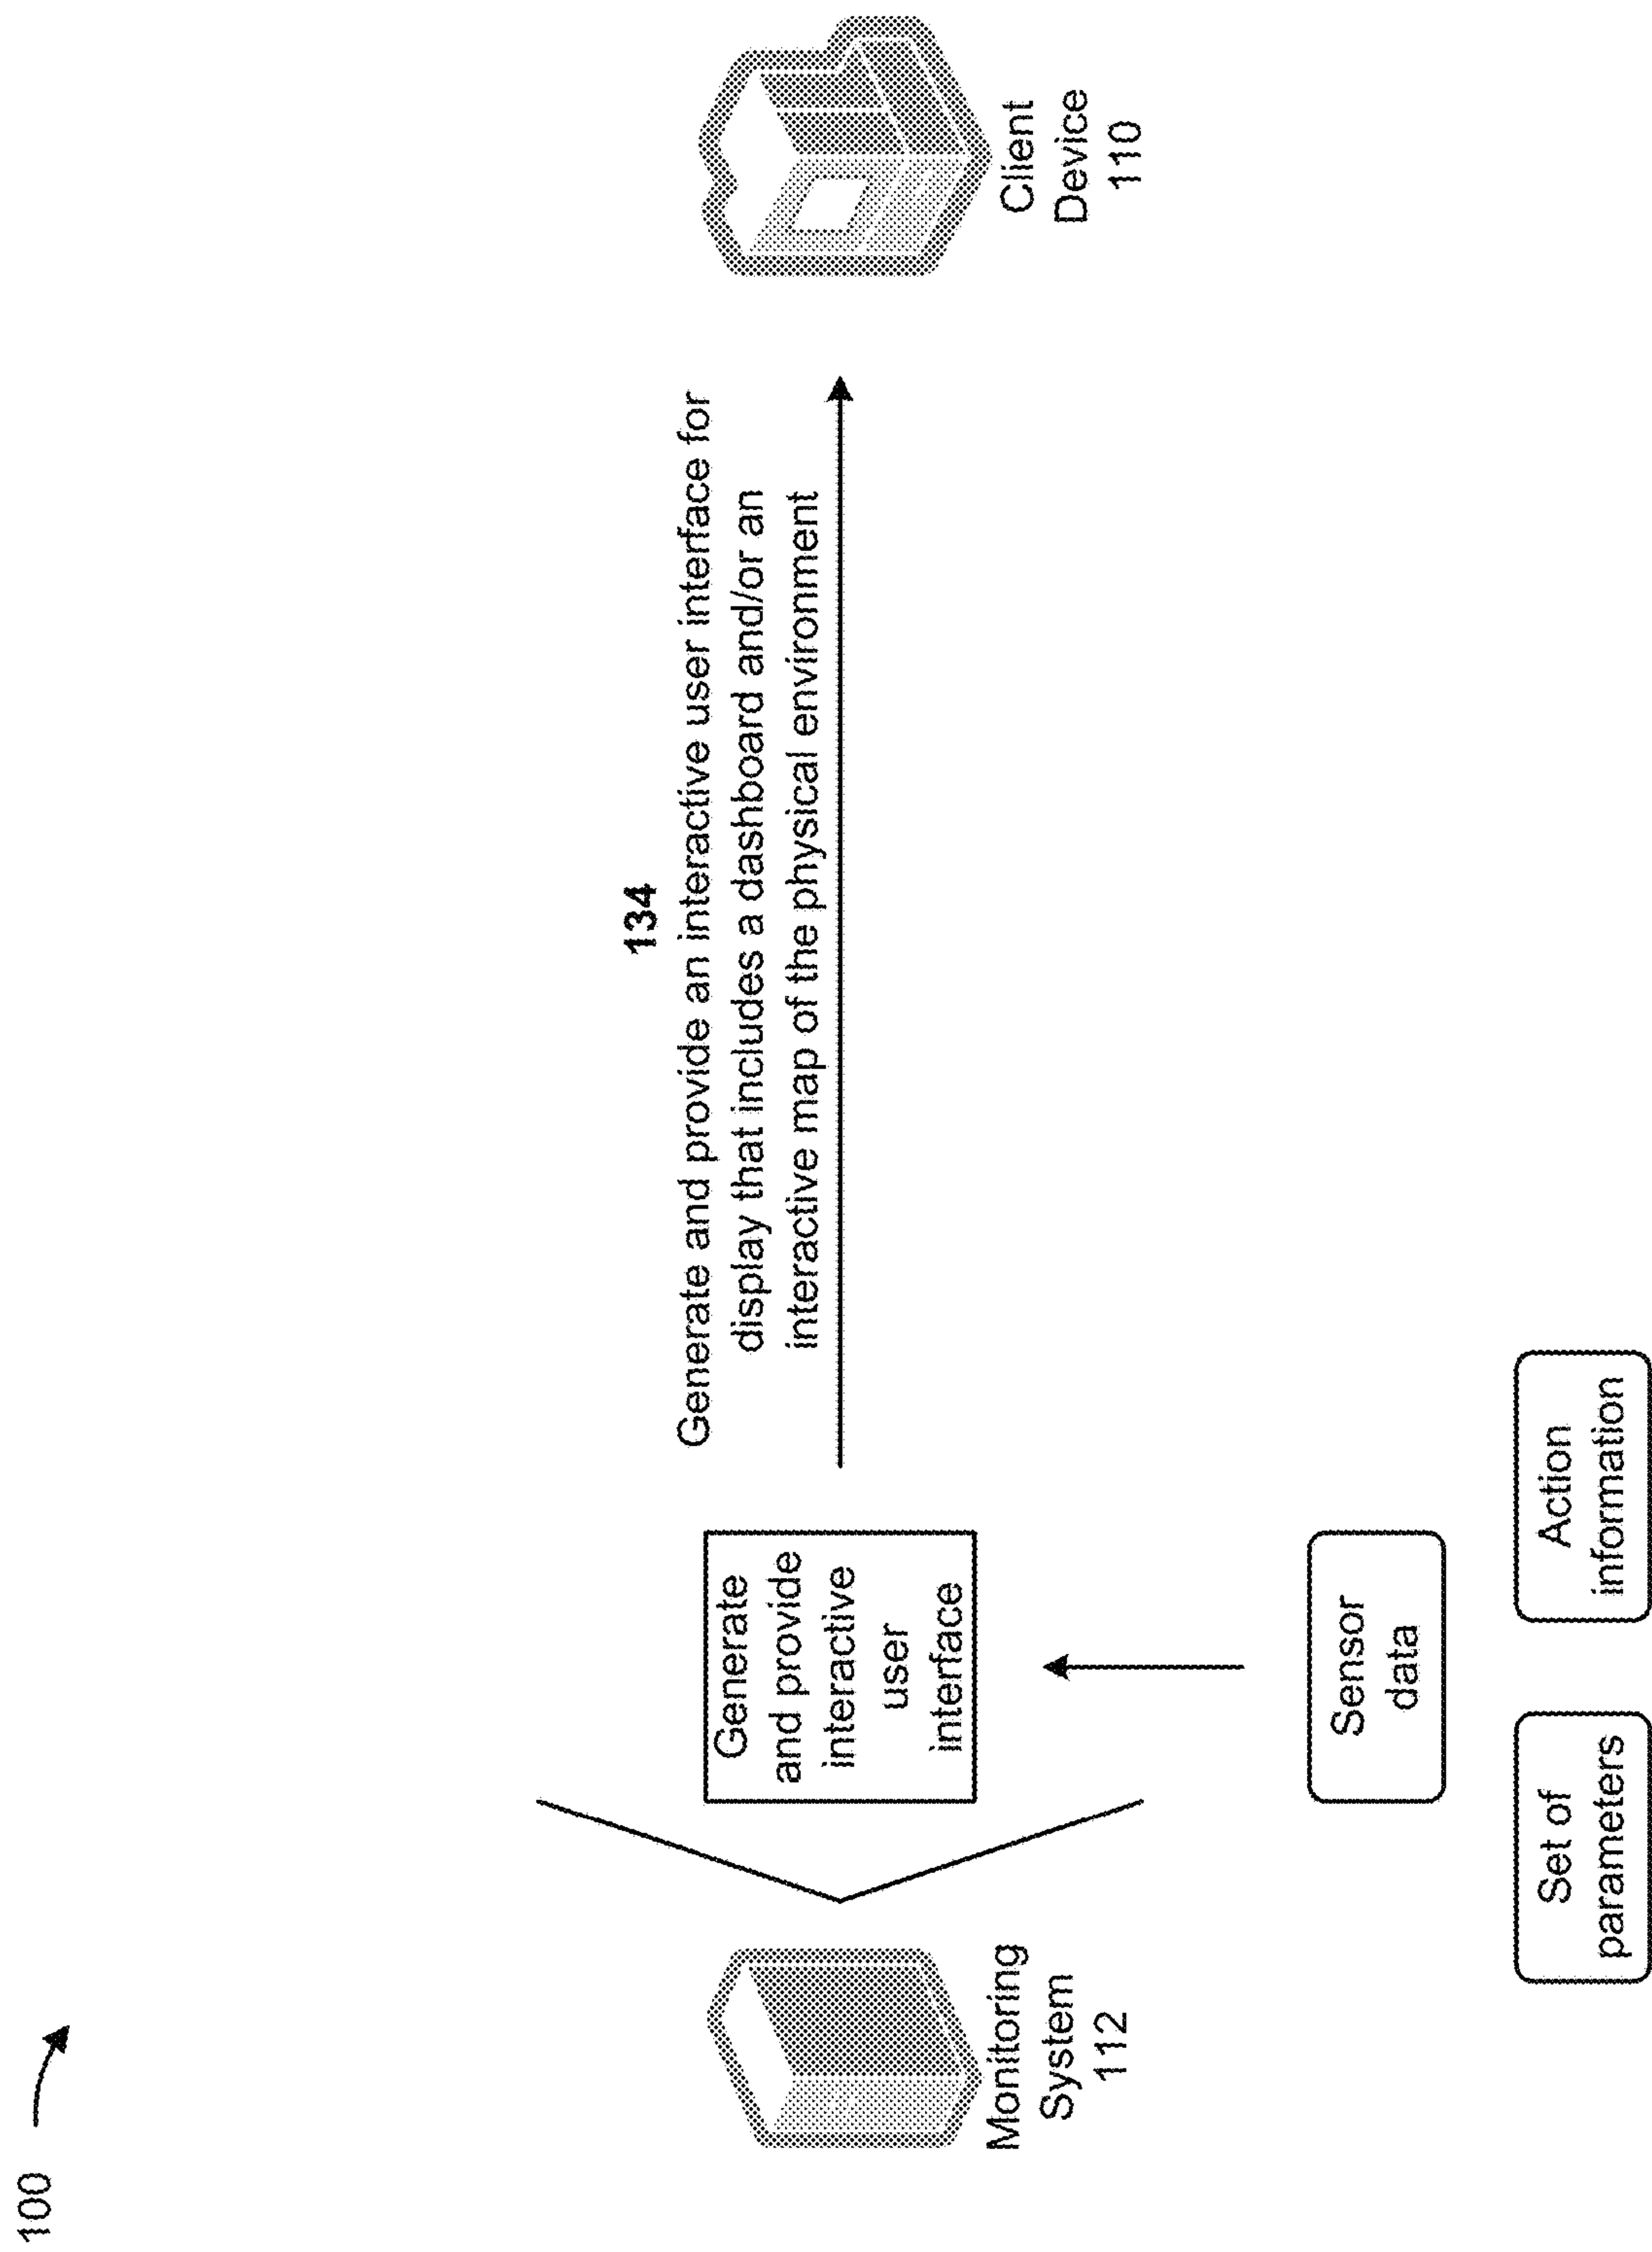 100
134
Generate and provide an interactive user interface for
display that includes a dashboard and/or an
interactive map of the physical environment
Generate
and provide
interactive
user
interface
Monitoring
System
112
Client
Device
110
Sensor
data
Set of
parameters
Action
information